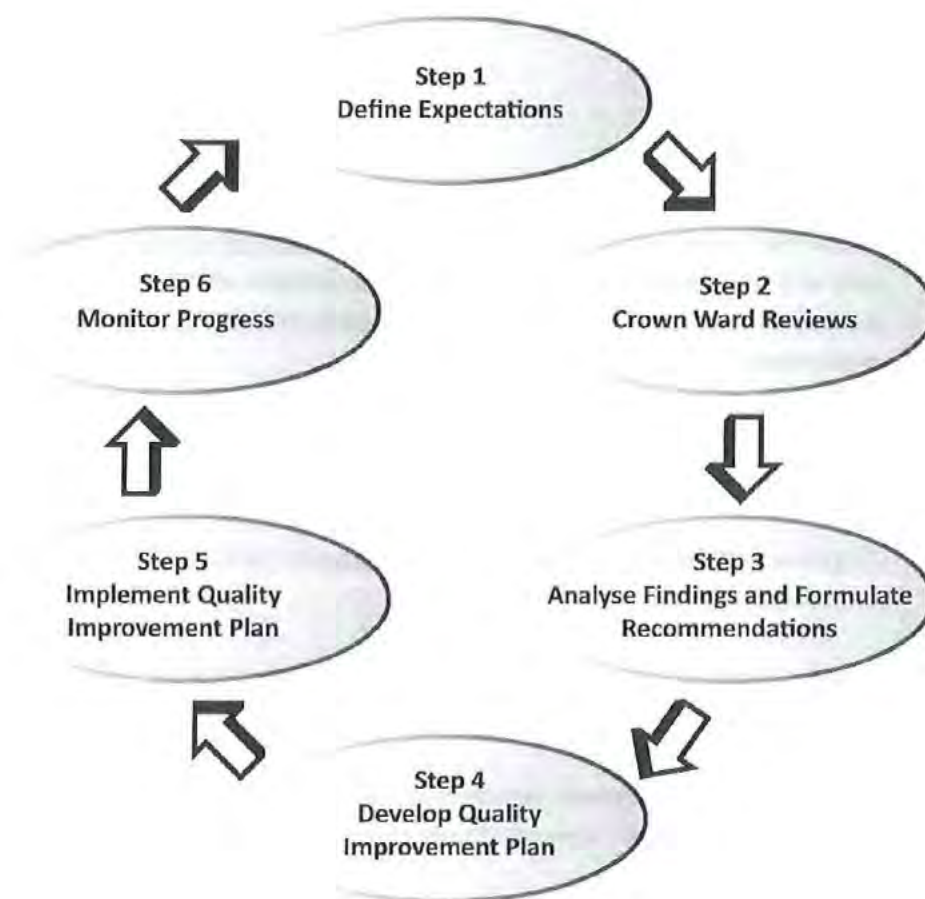 Step 1
Define Expectations
Step 2
Crown Ward Reviews
Step 3
Analyse Findings and Formulate
Recommendations
Step 4
Develop Quality
Improvement Plan
Step 5
Implement Quality
Improvement Plan
Step 6
Monitor Progress